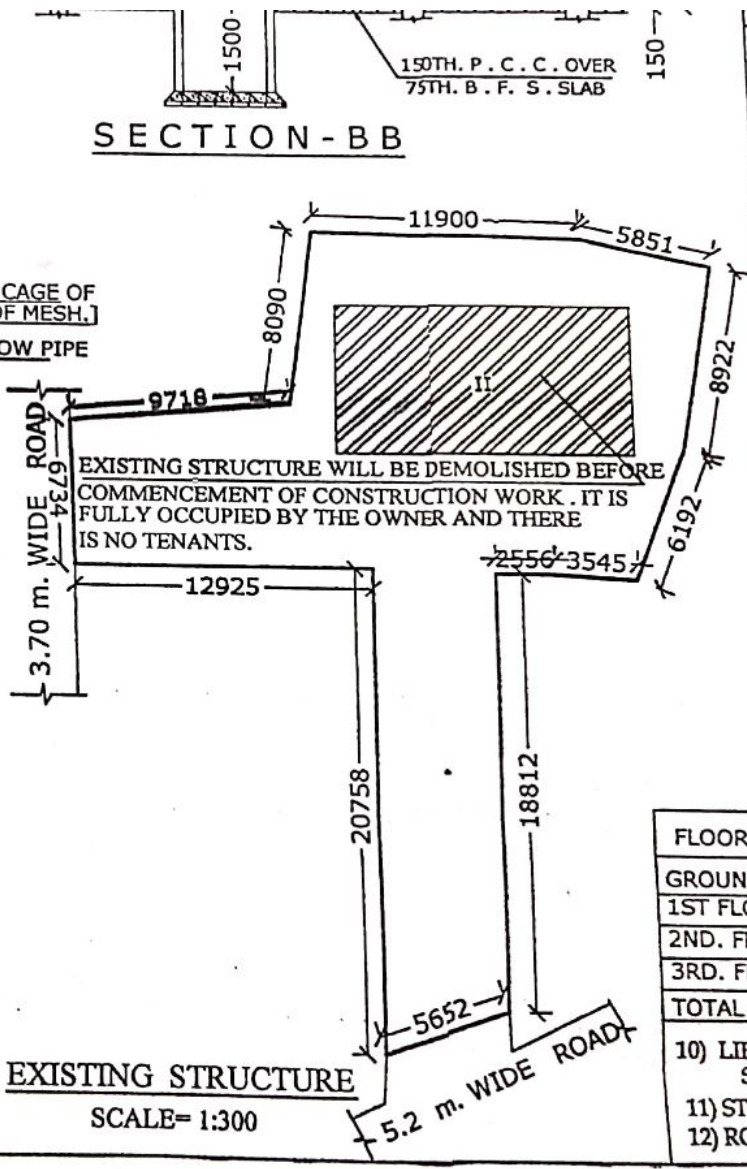 1500
150TH. P . C . C . OVER
75TH. B . F. S . SLAB
150
SECTION-BB
11900
5851
8090
CAGE OF
OF MESH.]
OW PIPE
9718
II
8922
3.70 m. WIDE ROAD
6734
EXISTING STRUCTURE WILL BE DEMOLISHED BEFORE
COMMENCEMENT OF CONSTRUCTION WORK . IT IS
FULLY OCCUPIED BY THE OWNER AND THERE
IS NO TENANTS.
6192
2556
3545
12925
20758
18812
5652
5.2 m. WIDE ROAD
EXISTING STRUCTURE
SCALE= 1:300
FLOOR
GROUN
1ST FLO
2ND. F
3RD. F
TOTAL
10) LI
S
11) ST
12) RO